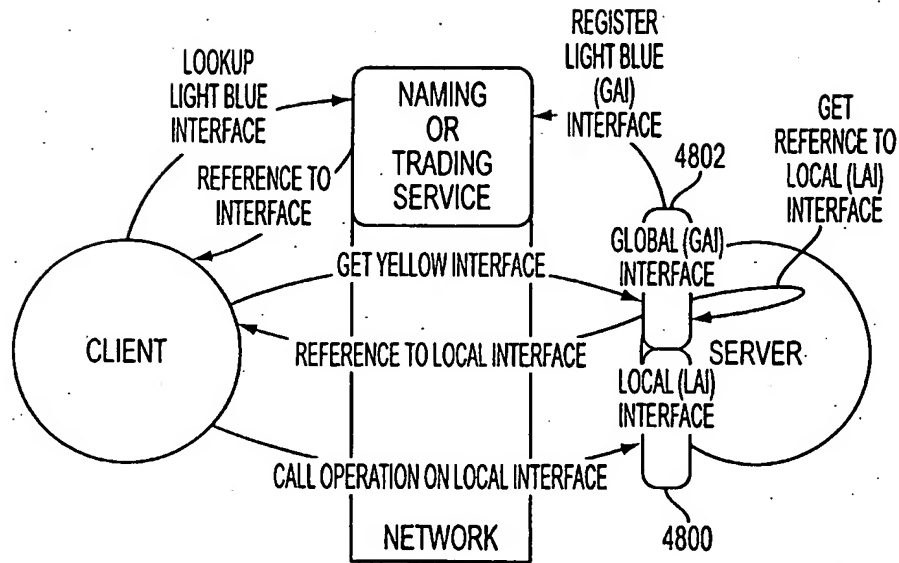 LOOKUP
LIGHT BLUE
INTERFACE
NAMING
OR
TRADING
SERVICE
REGISTER
LIGHT BLUE
(GAI)
INTERFACE
GET
REFERNCE TO
LOCAL (LAI)
INTERFACE
4802
REFERENCE TO
INTERFACE
GLOBAL (GAI)
INTERFACE
GET YELLOW INTERFACE
CLIENT
REFERENCE TO LOCAL INTERFACE
SERVER
LOCAL (LAI)
INTERFACE
CALL OPERATION ON LOCAL INTERFACE
NETWORK
4800